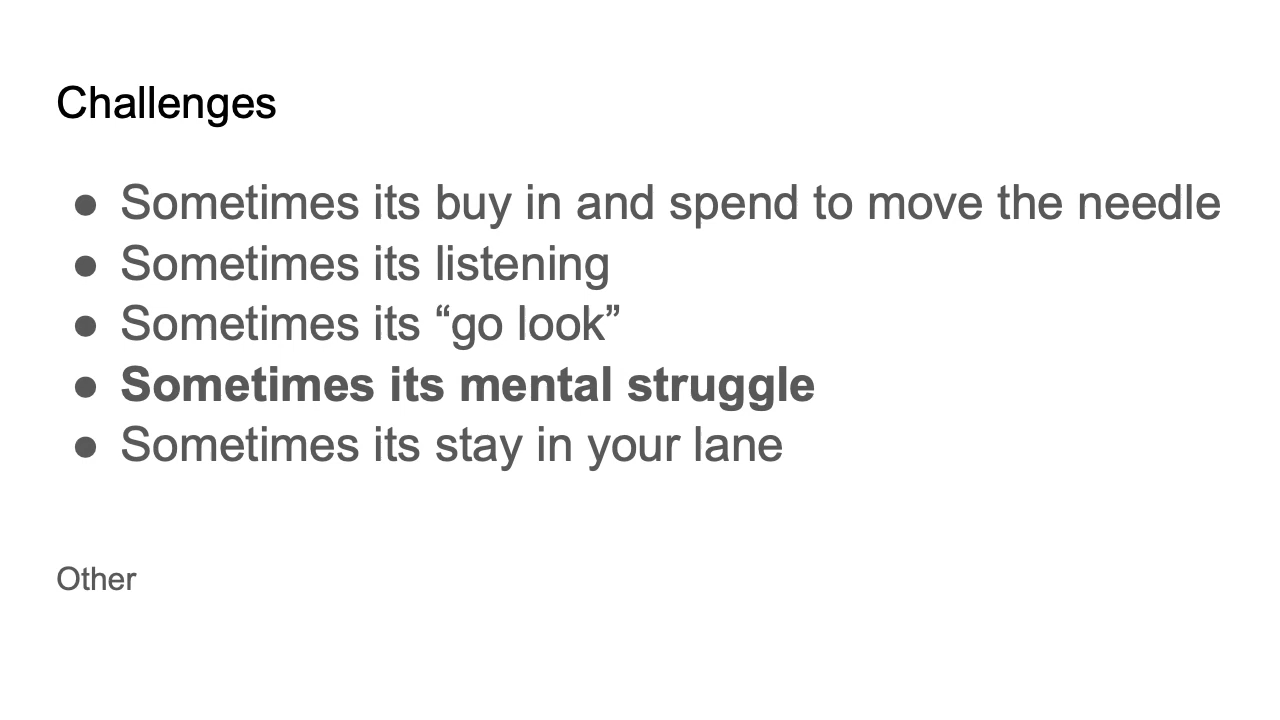 Challenges
● Sometimes its buy in and spend to move the needle
● Sometimes its listening
● Sometimes its “go look”
● Sometimes its mental struggle
● Sometimes its stay in your lane
Other